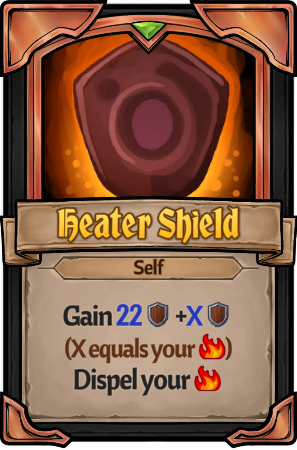 Heater Shield
Self
Gain 22 +X
(X equals your )
Dispel your